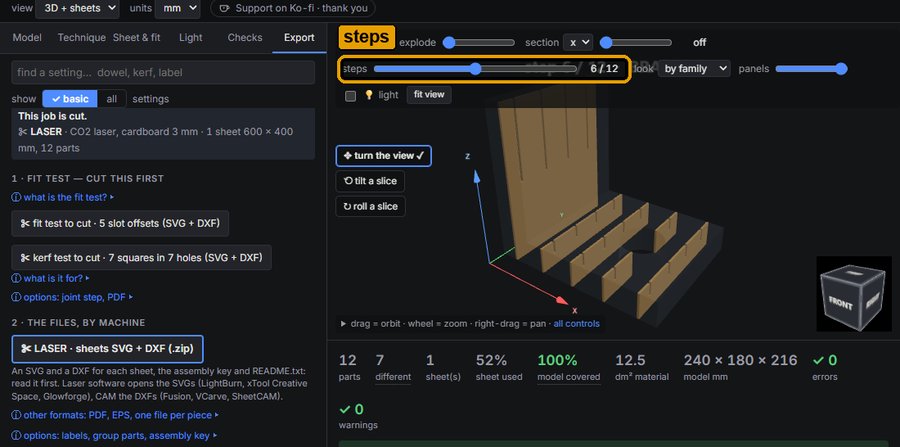 view 3D + sheets units mm Support on Ko-fi · thank you
Model Technique Sheet & fit Light Checks Export
find a setting... dowel, kerf, label
show ✓ basic all settings
This job is cut.
✂ LASER · CO2 laser, cardboard 3 mm · 1 sheet 600 × 400
mm, 12 parts
1 · FIT TEST — CUT THIS FIRST
ⓘ what is the fit test? ▸
✂ fit test to cut · 5 slot offsets (SVG + DXF)
✂ kerf test to cut · 7 squares in 7 holes (SVG + DXF)
ⓘ what is it for? ▸
ⓘ options: joint step, PDF ▸
2 · THE FILES, BY MACHINE
✂ LASER · sheets SVG + DXF (.zip)
An SVG and a DXF for each sheet, the assembly key and README.txt:
read it first. Laser software opens the SVGs (LightBurn, xTool Creative
Space, Glowforge), CAM the DXFs (Fusion, VCarve, SheetCAM).
ⓘ other formats: PDF, EPS, one file per piece ▸
ⓘ options: labels, group parts, assembly key ▸
steps explode section x off
steps 6 / 12 look by family panels
light fit view
✥ turn the view ✓
⟲ tilt a slice
↻ roll a slice
Z
Y
X
FRONT
▶ drag = orbit · wheel = zoom · right-drag = pan · all controls
12 7 1 52% 100% 12.5 240 × 180 × 216 ✓ 0
parts different sheet(s) sheet used model covered dm² material model mm errors
✓ 0
warnings